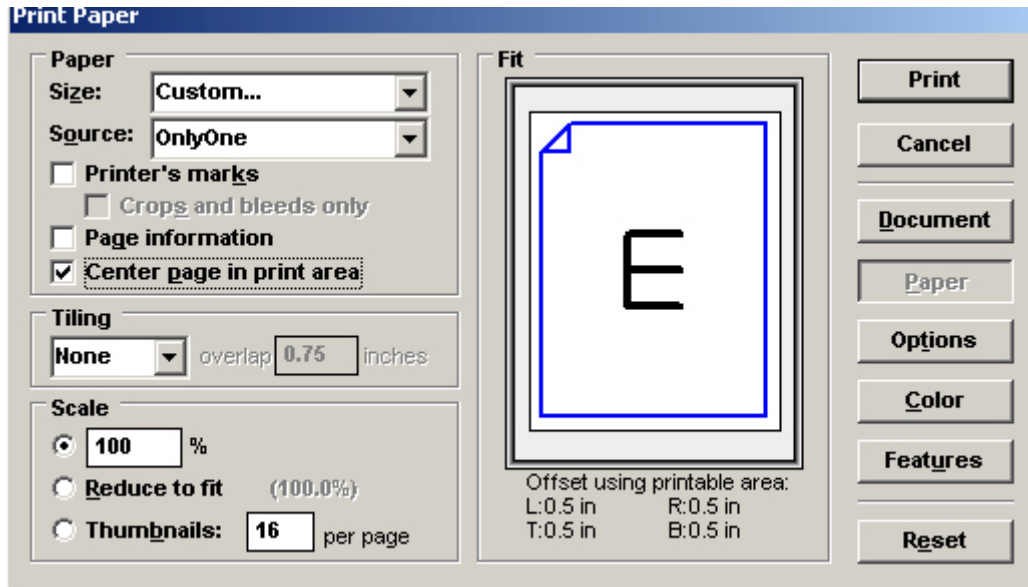 Print Paper
Paper
Size: Custom...
Source: OnlyOne
Printer's marks
Crops and bleeds only
Page information
Center page in print area
Tiling
None overlap 0.75 inches
Scale
100 %
Reduce to fit (100.0%)
Thumbnails: 16 per page
Fit
E
Offset using printable area:
L:0.5 in R:0.5 in
T:0.5 in B:0.5 in
Print
Cancel
Document
Paper
Options
Color
Features
Reset